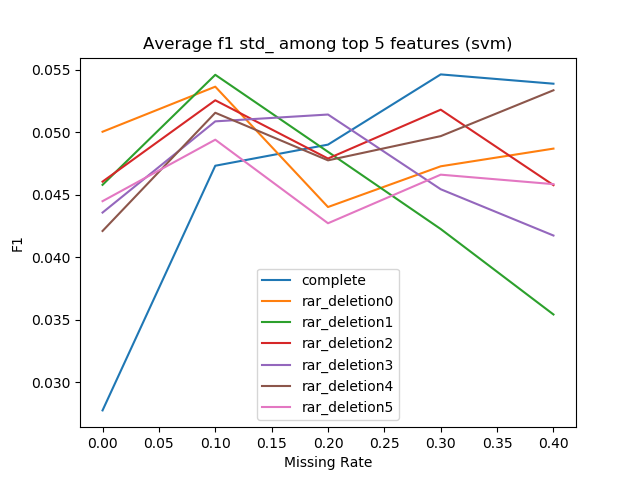 Average f1 std_ among top 5 features (svm)
F1
0.055
0.050
0.045
0.040
0.035
0.030
complete
rar_deletion0
rar_deletion1
rar_deletion2
rar_deletion3
rar_deletion4
rar_deletion5
0.00 0.05 0.10 0.15 0.20 0.25 0.30 0.35 0.40
Missing Rate